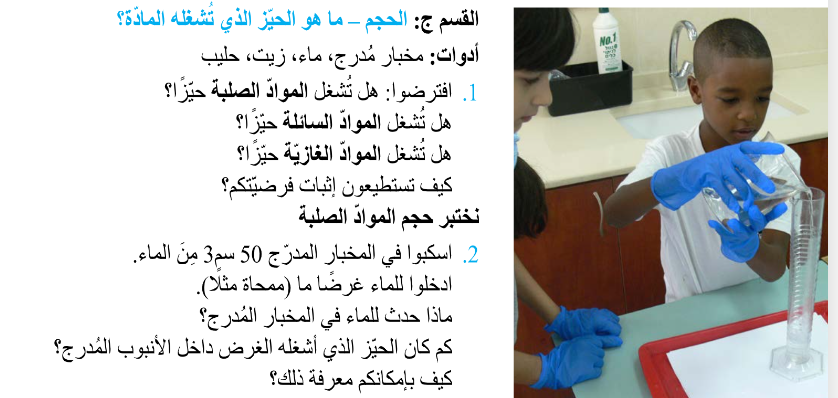 القسم ج: الحجم – ما هو الحيّز الذي تُشغله المادّة؟
أدوات: مخبار مُدرج، ماء، زيت، حليب
1. افترضوا: هل تُشغل الموادّ الصلبة حيّزًا؟
هل تُشغل الموادّ السائلة حيّزًا؟
هل تُشغل الموادّ الغازيّة حيّزًا؟
كيف تستطيعون إثبات فرضيّتكم؟
نختبر حجم الموادّ الصلبة
2. اسكبوا في المخبار المدرّج 50 سم3 مِنَ الماء.
ادخلوا للماء غرضًا ما (ممحاة مثلًا).
ماذا حدث للماء في المخبار المُدرج؟
كم كان الحيّز الذي أشغله الغرض داخل الأنبوب المُدرج؟
كيف بإمكانكم معرفة ذلك؟
No.1